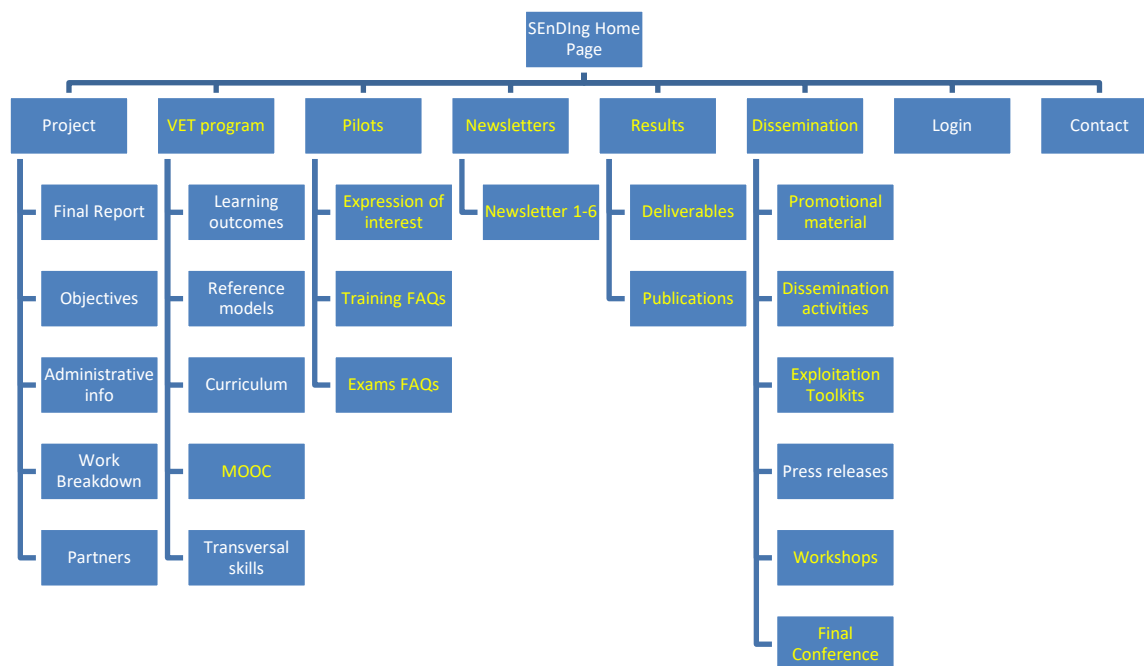 SEnDIng Home
Page
Project
VET program
Pilots
Newsletters
Results
Dissemination
Login
Contact
Final Report
Objectives
Administrative
info
Work
Breakdown
Partners
Learning
outcomes
Reference
models
Curriculum
MOOC
Transversal
skills
Expression of
interest
Training FAQs
Exams FAQs
Newsletter 1-6
Deliverables
Publications
Promotional
material
Dissemination
activities
Exploitation
Toolkits
Press releases
Workshops
Final
Conference